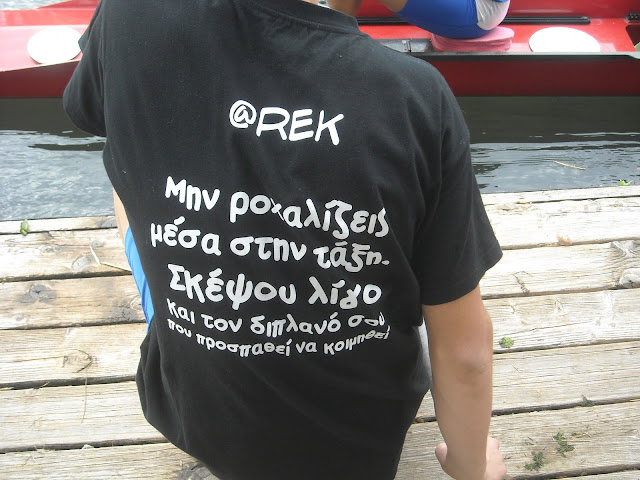 @REK
Μην ροχαλίζεις
μέσα στην τάξη.
Σκέψου λίγο
και τον διπλανό σου
που προσπαθεί να κοιμηθεί